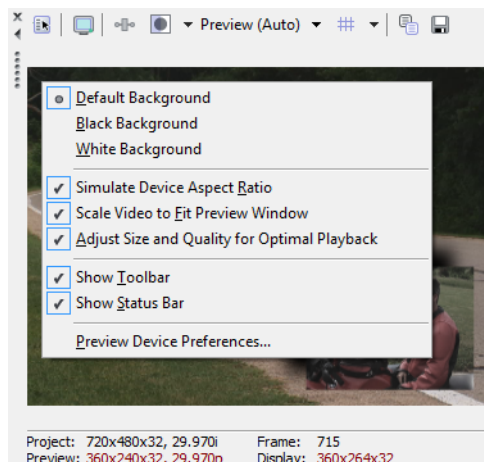 Preview (Auto)
Default Background
Black Background
White Background
Simulate Device Aspect Ratio
Scale Video to Fit Preview Window
Adjust Size and Quality for Optimal Playback
Show Toolbar
Show Status Bar
Preview Device Preferences...
Project: 720x480x32, 29.970i Frame: 715
Preview: 360x240x32, 29.970p Display: 360x264x32